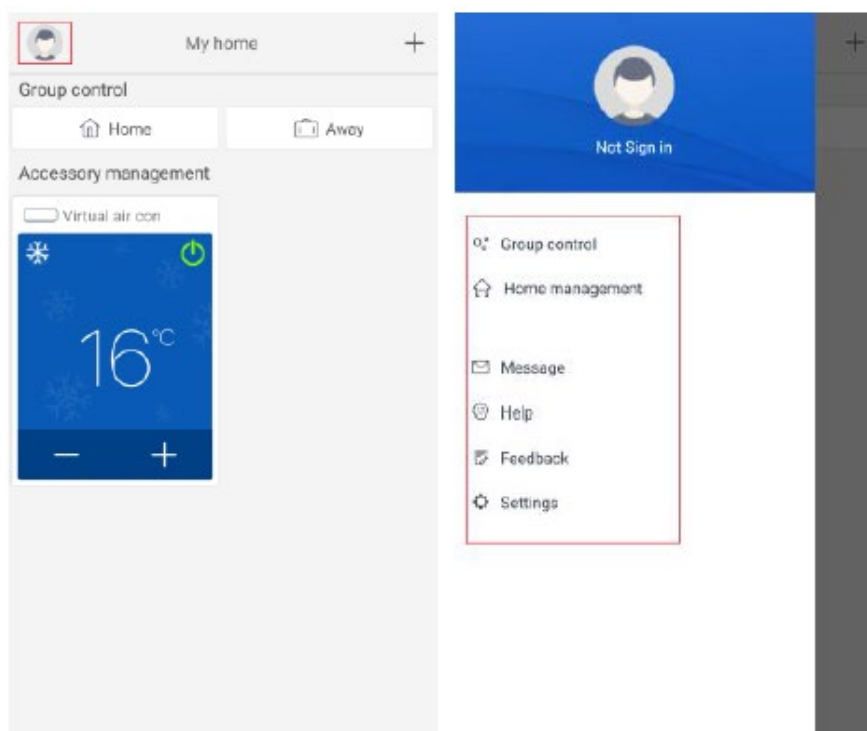 My home
Group control
Home Away
Accessory management
Virtual air con
16°C
Not Sign in
Group control
Home management
Message
Help
Feedback
Settings